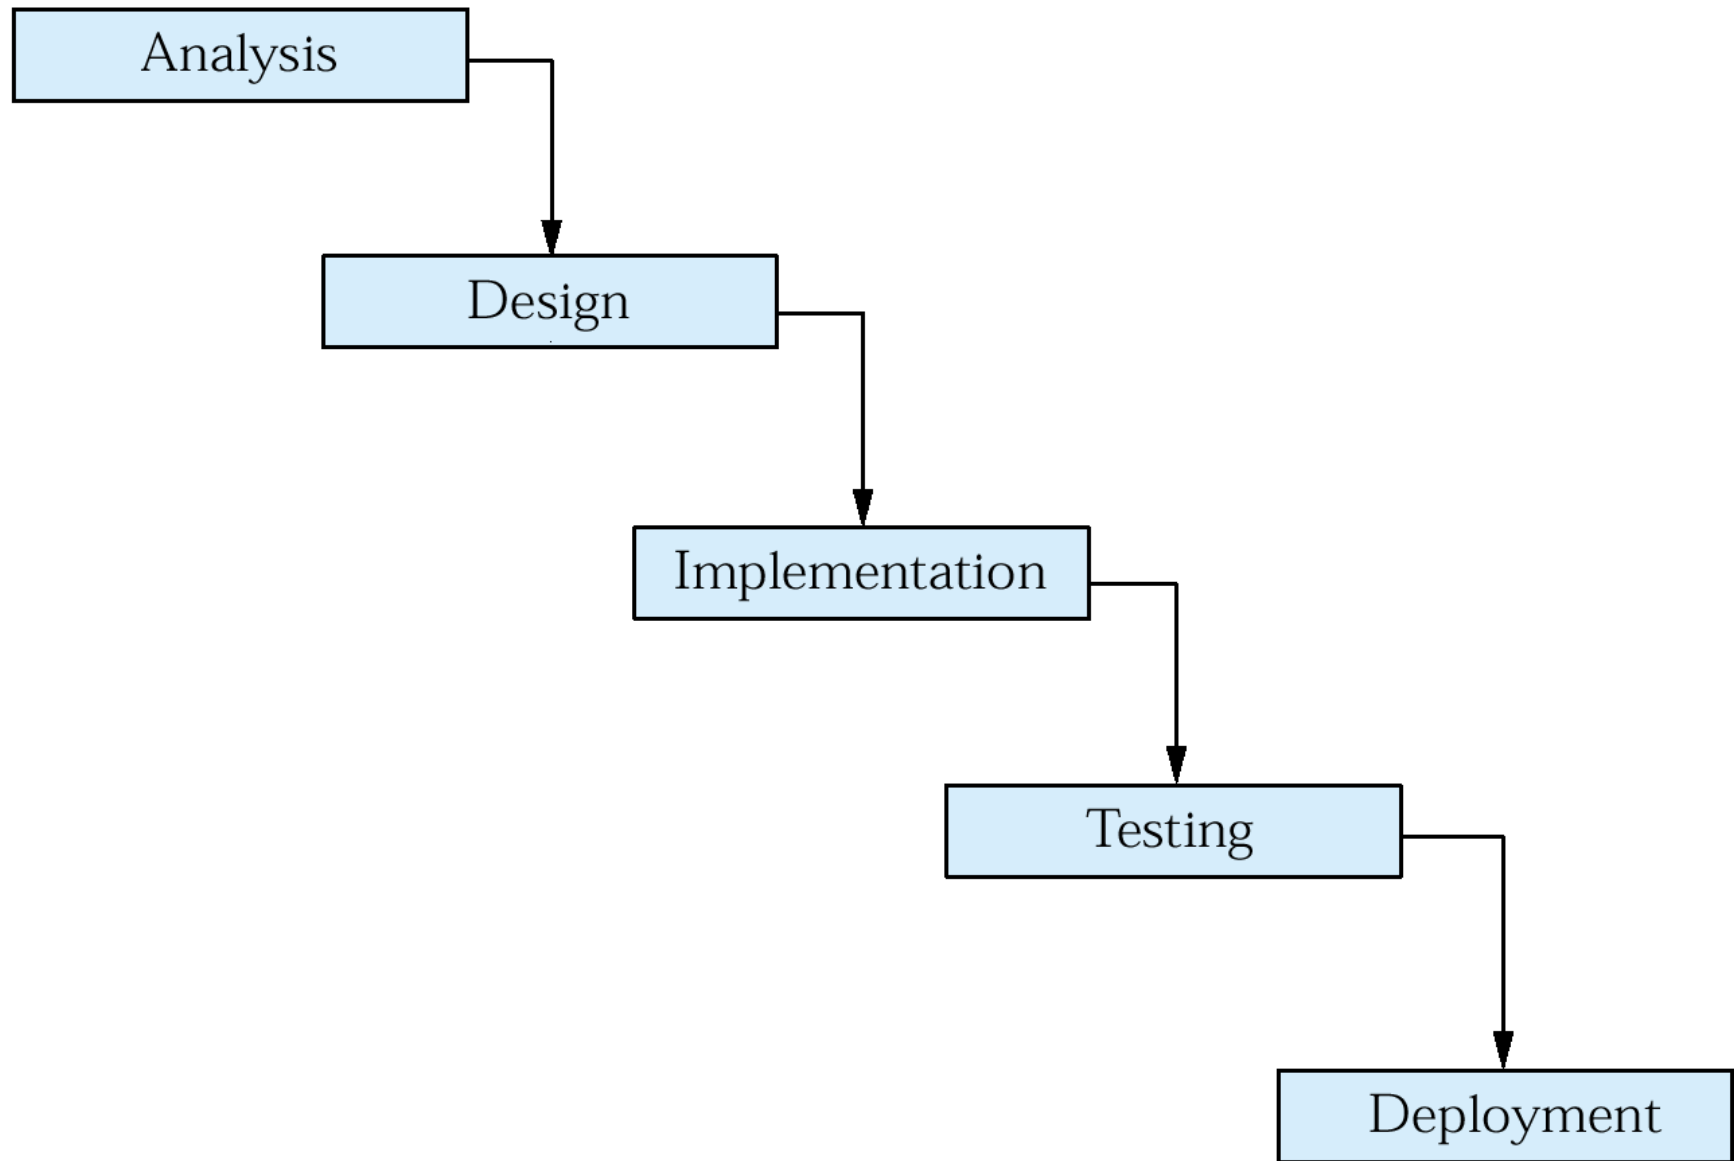 Analysis
Design
Implementation
Testing
Deployment